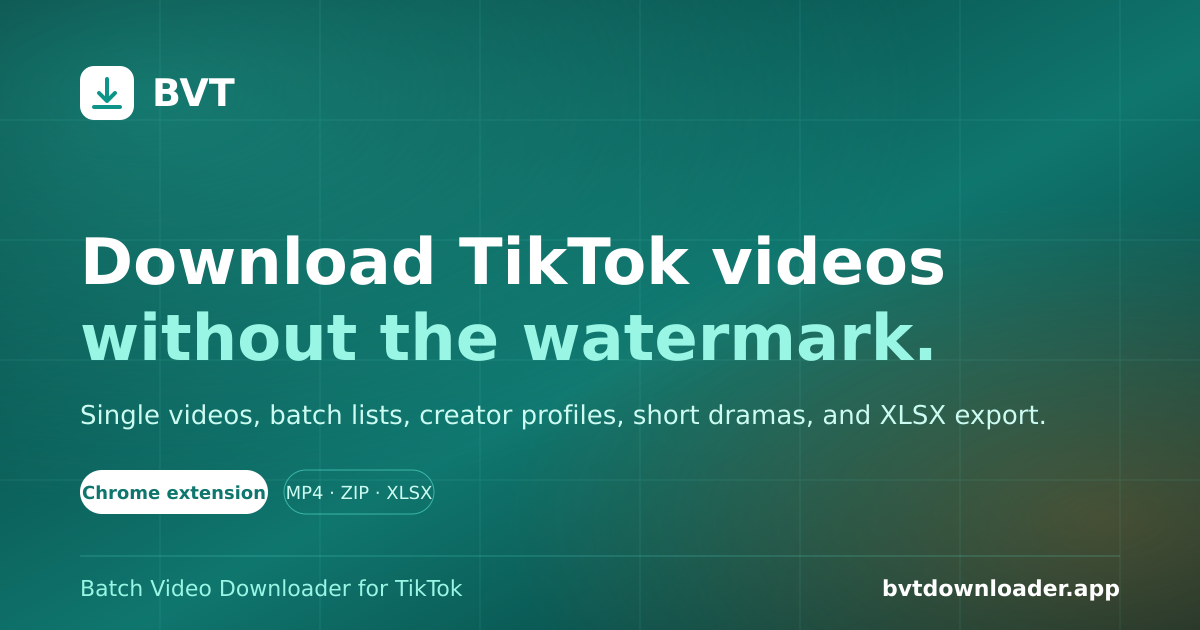 BVT
Download TikTok videos
without the watermark.
Single videos, batch lists, creator profiles, short dramas, and XLSX export.
Chrome extension
MP4 · ZIP · XLSX
Batch Video Downloader for TikTok
bvtdownloader.app